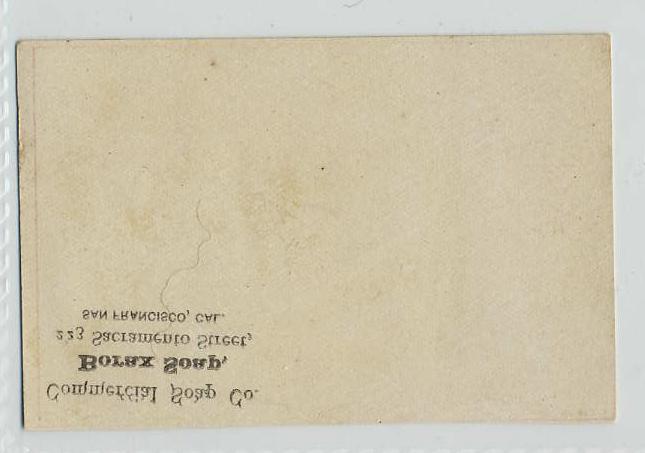 Commercial Soap Co.
Borax Soap,
223 Sacramento Street,
SAN FRANCISCO, CAL.